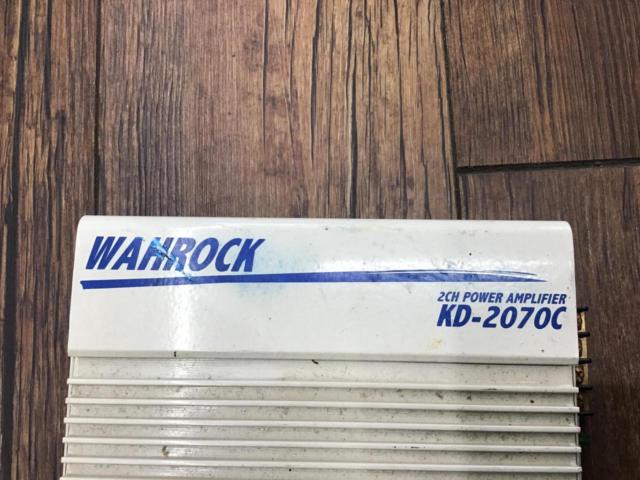 WAHROCK
2CH POWER AMPLIFIER
KD-2070C